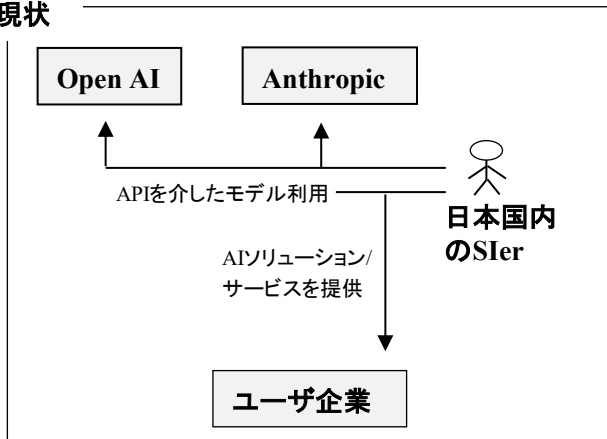 現状
Open AI
Anthropic
APIを介したモデル利用
日本国内
のSIer
AIソリューション/
サービスを提供
ユーザ企業